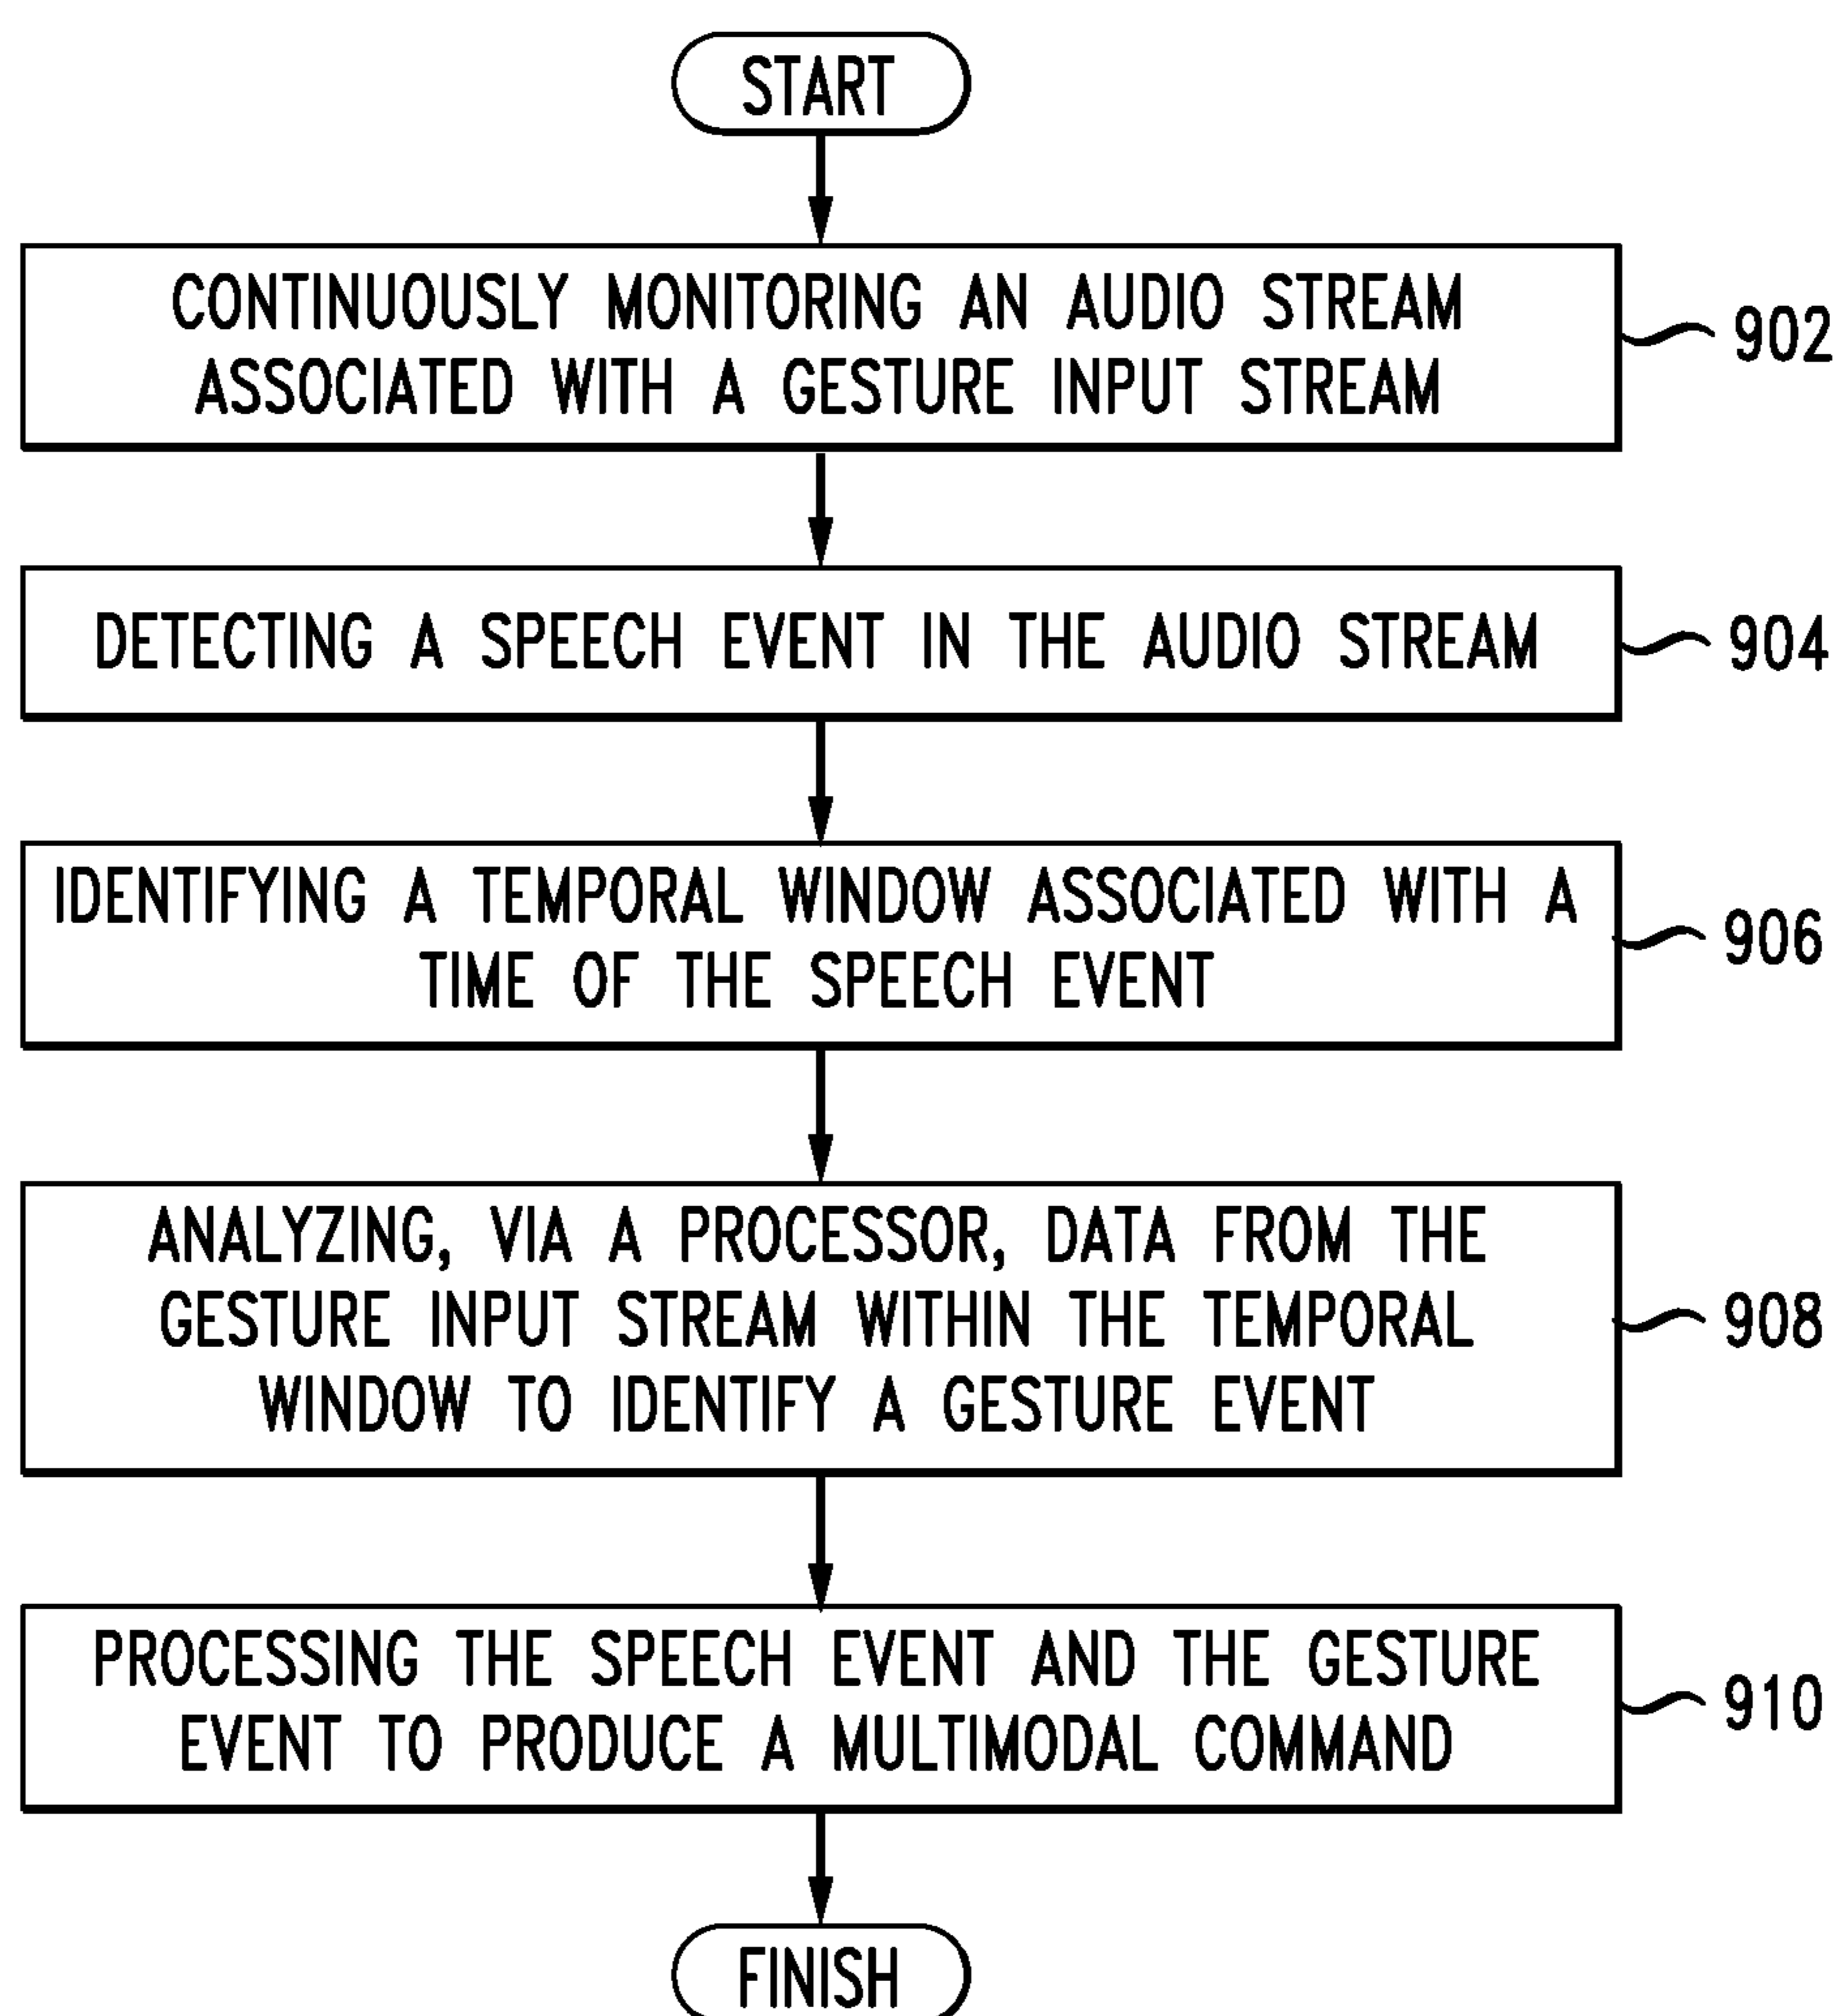 START
CONTINUOUSLY MONITORING AN AUDIO STREAM
ASSOCIATED WITH A GESTURE INPUT STREAM
902
DETECTING A SPEECH EVENT IN THE AUDIO STREAM
904
IDENTIFYING A TEMPORAL WINDOW ASSOCIATED WITH A
TIME OF THE SPEECH EVENT
906
ANALYZING, VIA A PROCESSOR, DATA FROM THE
GESTURE INPUT STREAM WITHIN THE TEMPORAL
WINDOW TO IDENTIFY A GESTURE EVENT
908
PROCESSING THE SPEECH EVENT AND THE GESTURE
EVENT TO PRODUCE A MULTIMODAL COMMAND
910
FINISH